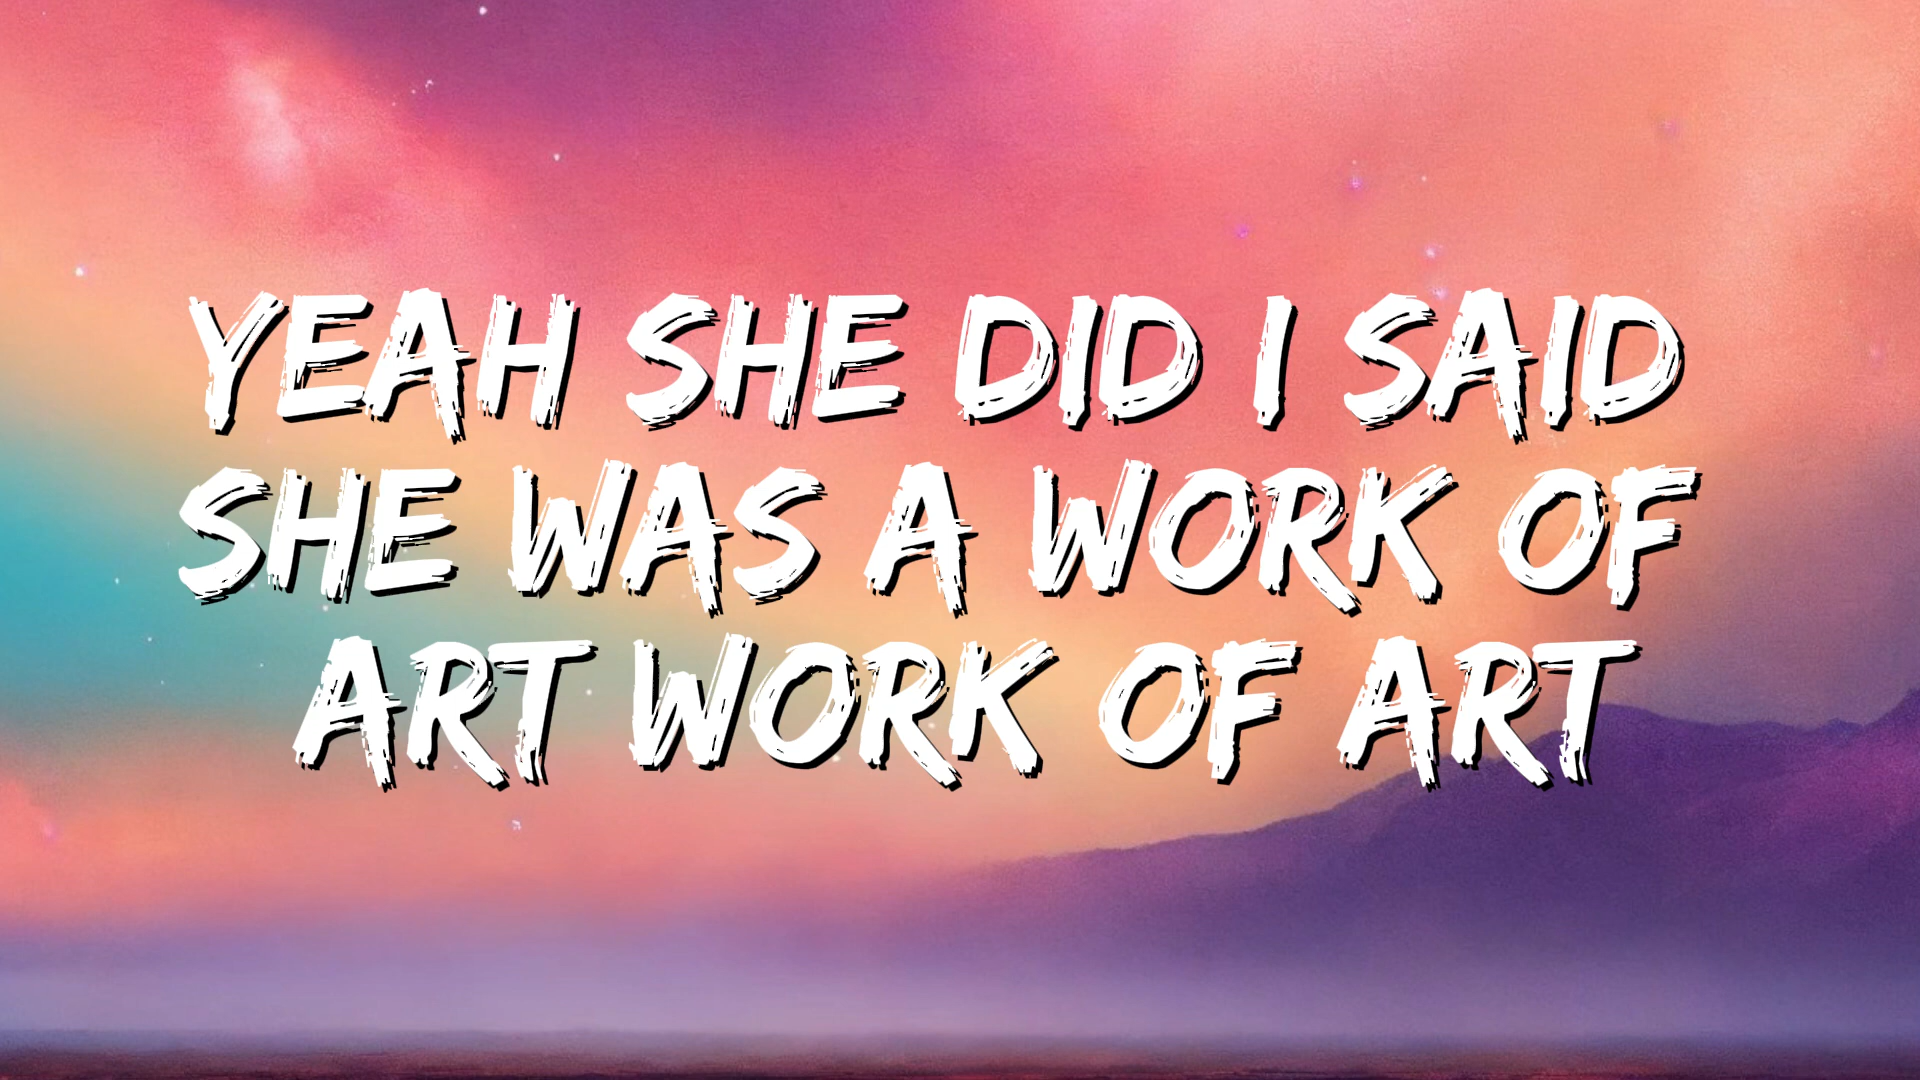 YEAH SHE DID I SAID
SHE WAS A WORK OF
ART WORK OF ART